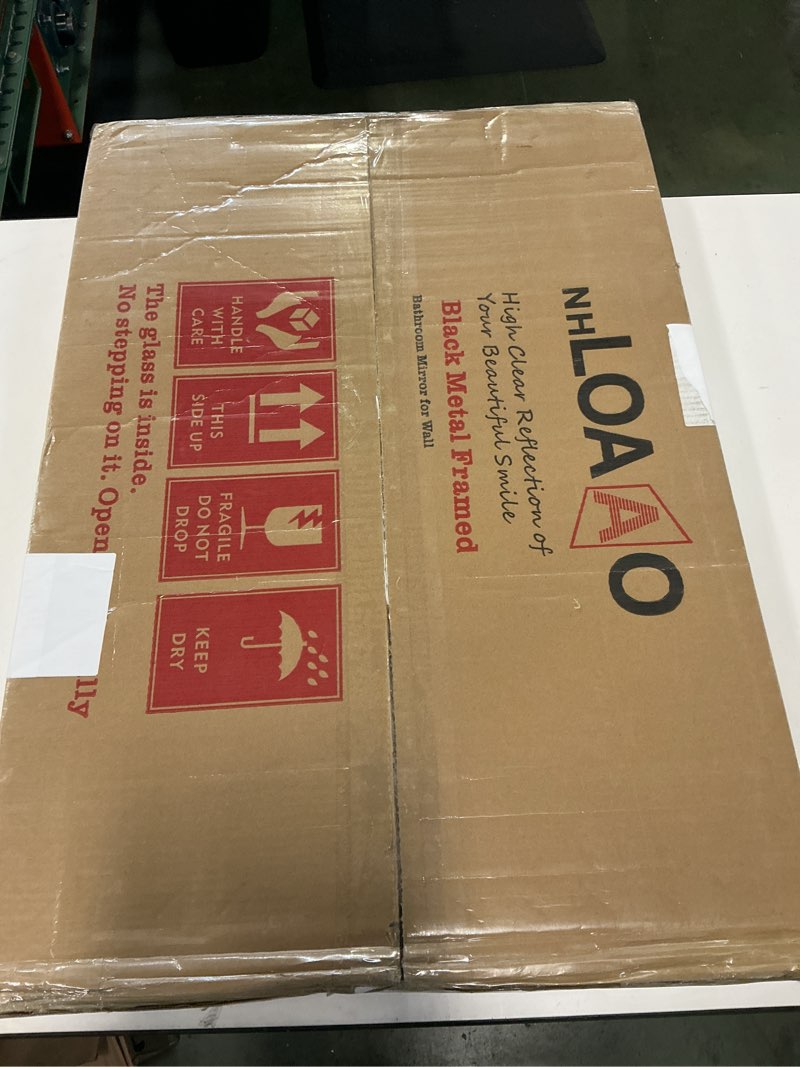 NHLOAAO
High Clear Reflection of
Your Beautiful Smile
Black Metal Framed
Bathroom Mirror for Wall
HANDLE
WITH
CARE
THIS
SIDE UP
FRAGILE
DO NOT
DROP
KEEP
DRY
The glass is inside.
No stepping on it. Open lly